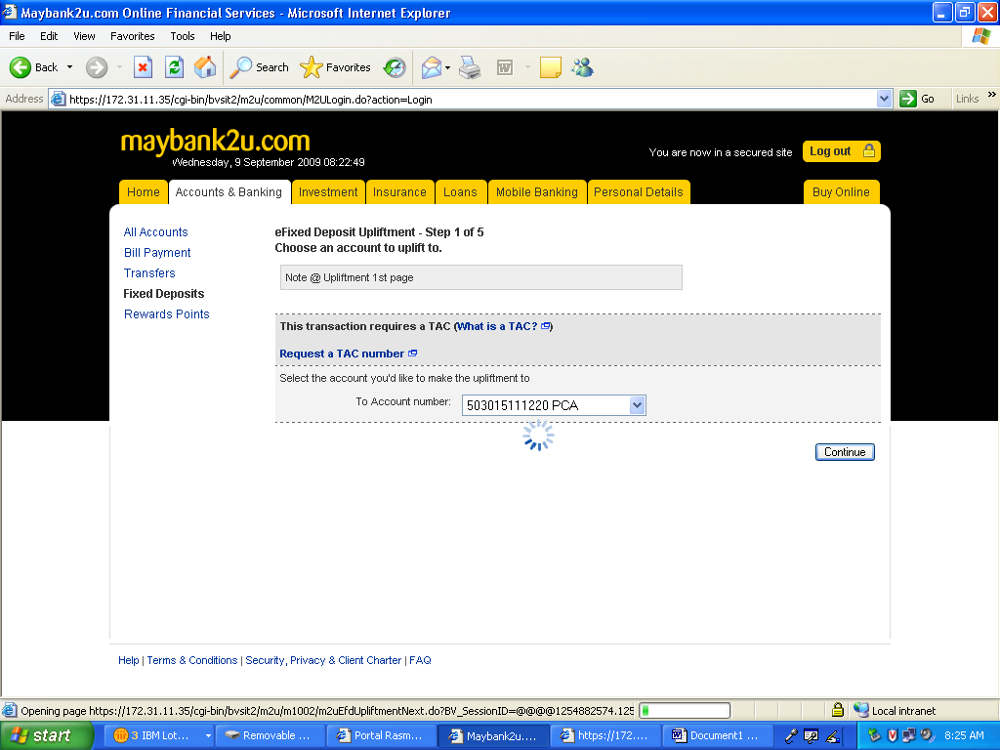 Maybank2u.com Online Financial Services - Microsoft Internet Explorer
File Edit View Favorites Tools Help
Back Search Favorites
Address https://172.31.11.35/cgi-bin/bvsit2/m2u/common/M2ULogin.do?action=Login Go Links »
maybank2u.com
Wednesday, 9 September 2009 08:22:49
You are now in a secured site Log out
Home Accounts & Banking Investment Insurance Loans Mobile Banking Personal Details Buy Online
All Accounts
Bill Payment
Transfers
Fixed Deposits
Rewards Points
eFixed Deposit Upliftment - Step 1 of 5
Choose an account to uplift to.
Note @ Upliftment 1st page
This transaction requires a TAC (What is a TAC? )
Request a TAC number
Select the account you'd like to make the upliftment to
To Account number: 503015111220 PCA
Continue
Help | Terms & Conditions | Security, Privacy & Client Charter | FAQ
Opening page https://172.31.11.35/cgi-bin/bvsit2/m2u/m1002/m2uEfdUpliftmentNext.do?BV_SessionID=@@@@1254882574.125 Local intranet
start 3 IBM Lot... Removable ... Portal Rasm... Maybank2u.... https://172.... Document1 ... 8:25 AM